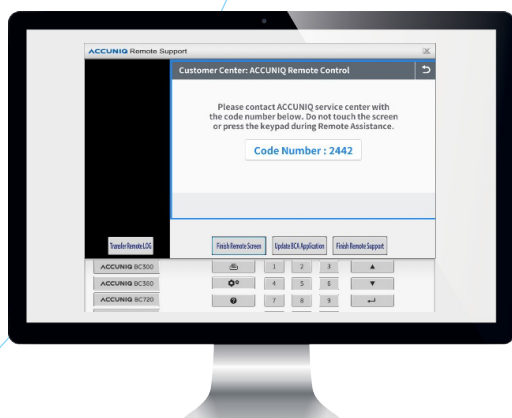 ACCUNIQ Remote Support
Customer Center: ACCUNIQ Remote Control
Please contact ACCUNIQ service center with
the code number below. Do not touch the screen
or press the keypad during Remote Assistance.
Code Number : 2442
Transfer Remote LOG
Finish Remote Screen
Update BCA Application
Finish Remote Support
ACCUNIQ BC300
1 2 3
ACCUNIQ BC380
4 5 6
ACCUNIQ BC720
7 8 9